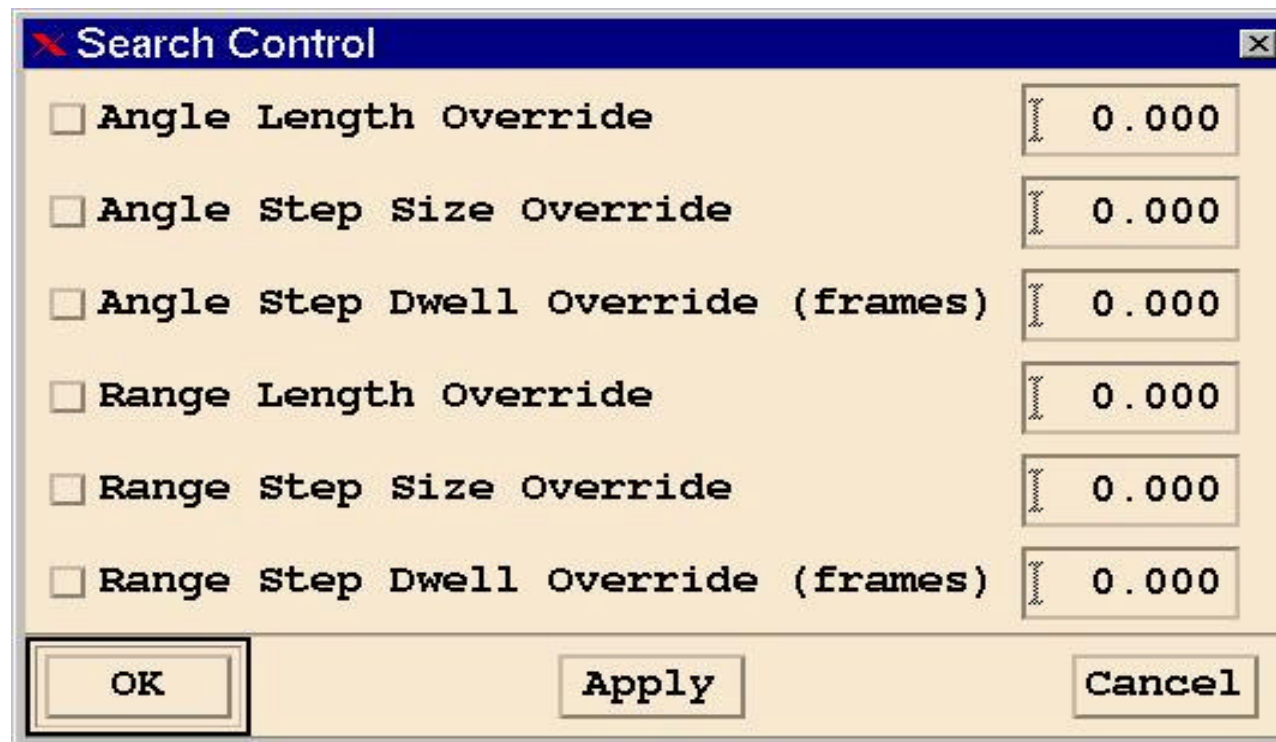 Search Control
Angle Length Override 0.000
Angle Step Size Override 0.000
Angle Step Dwell Override (frames) 0.000
Range Length Override 0.000
Range Step Size Override 0.000
Range Step Dwell Override (frames) 0.000
OK Apply Cancel